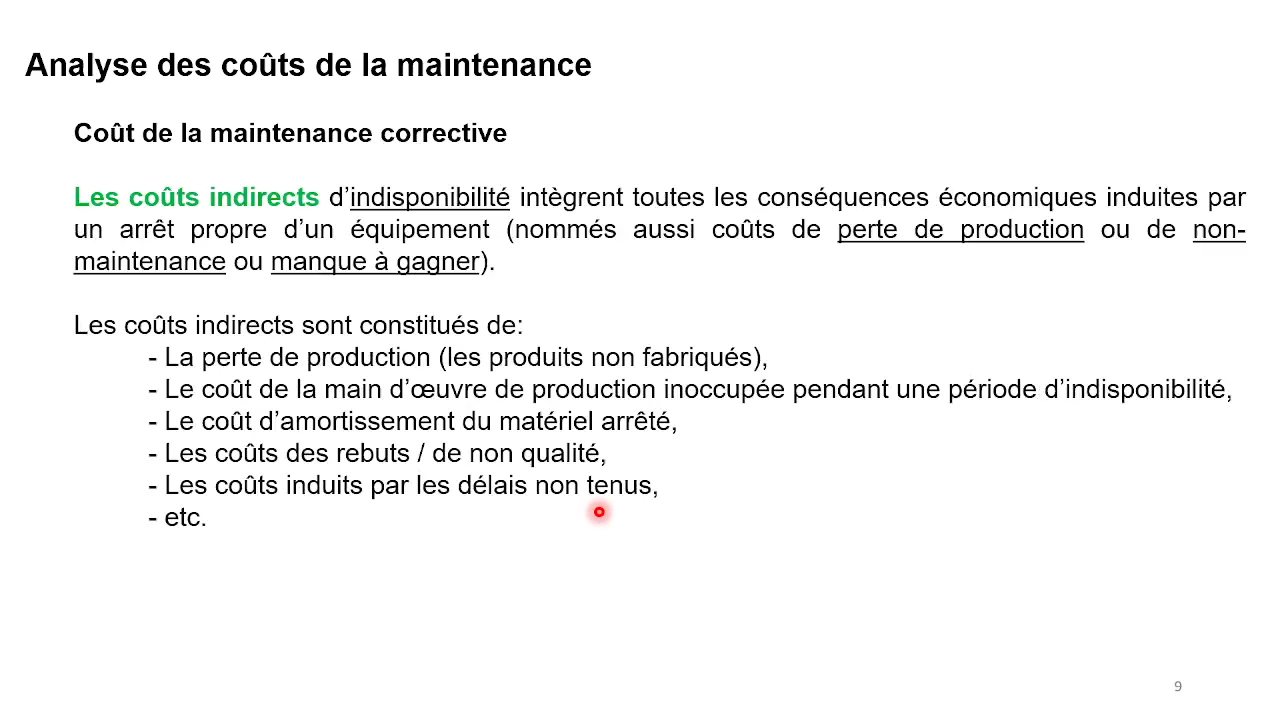 Analyse des coûts de la maintenance
Coût de la maintenance corrective
Les coûts indirects d’indisponibilité intègrent toutes les conséquences économiques induites par
un arrêt propre d’un équipement (nommés aussi coûts de perte de production ou de non-
maintenance ou manque à gagner).
Les coûts indirects sont constitués de:
- La perte de production (les produits non fabriqués),
- Le coût de la main d’œuvre de production inoccupée pendant une période d’indisponibilité,
- Le coût d’amortissement du matériel arrêté,
- Les coûts des rebuts / de non qualité,
- Les coûts induits par les délais non tenus,
- etc.
9